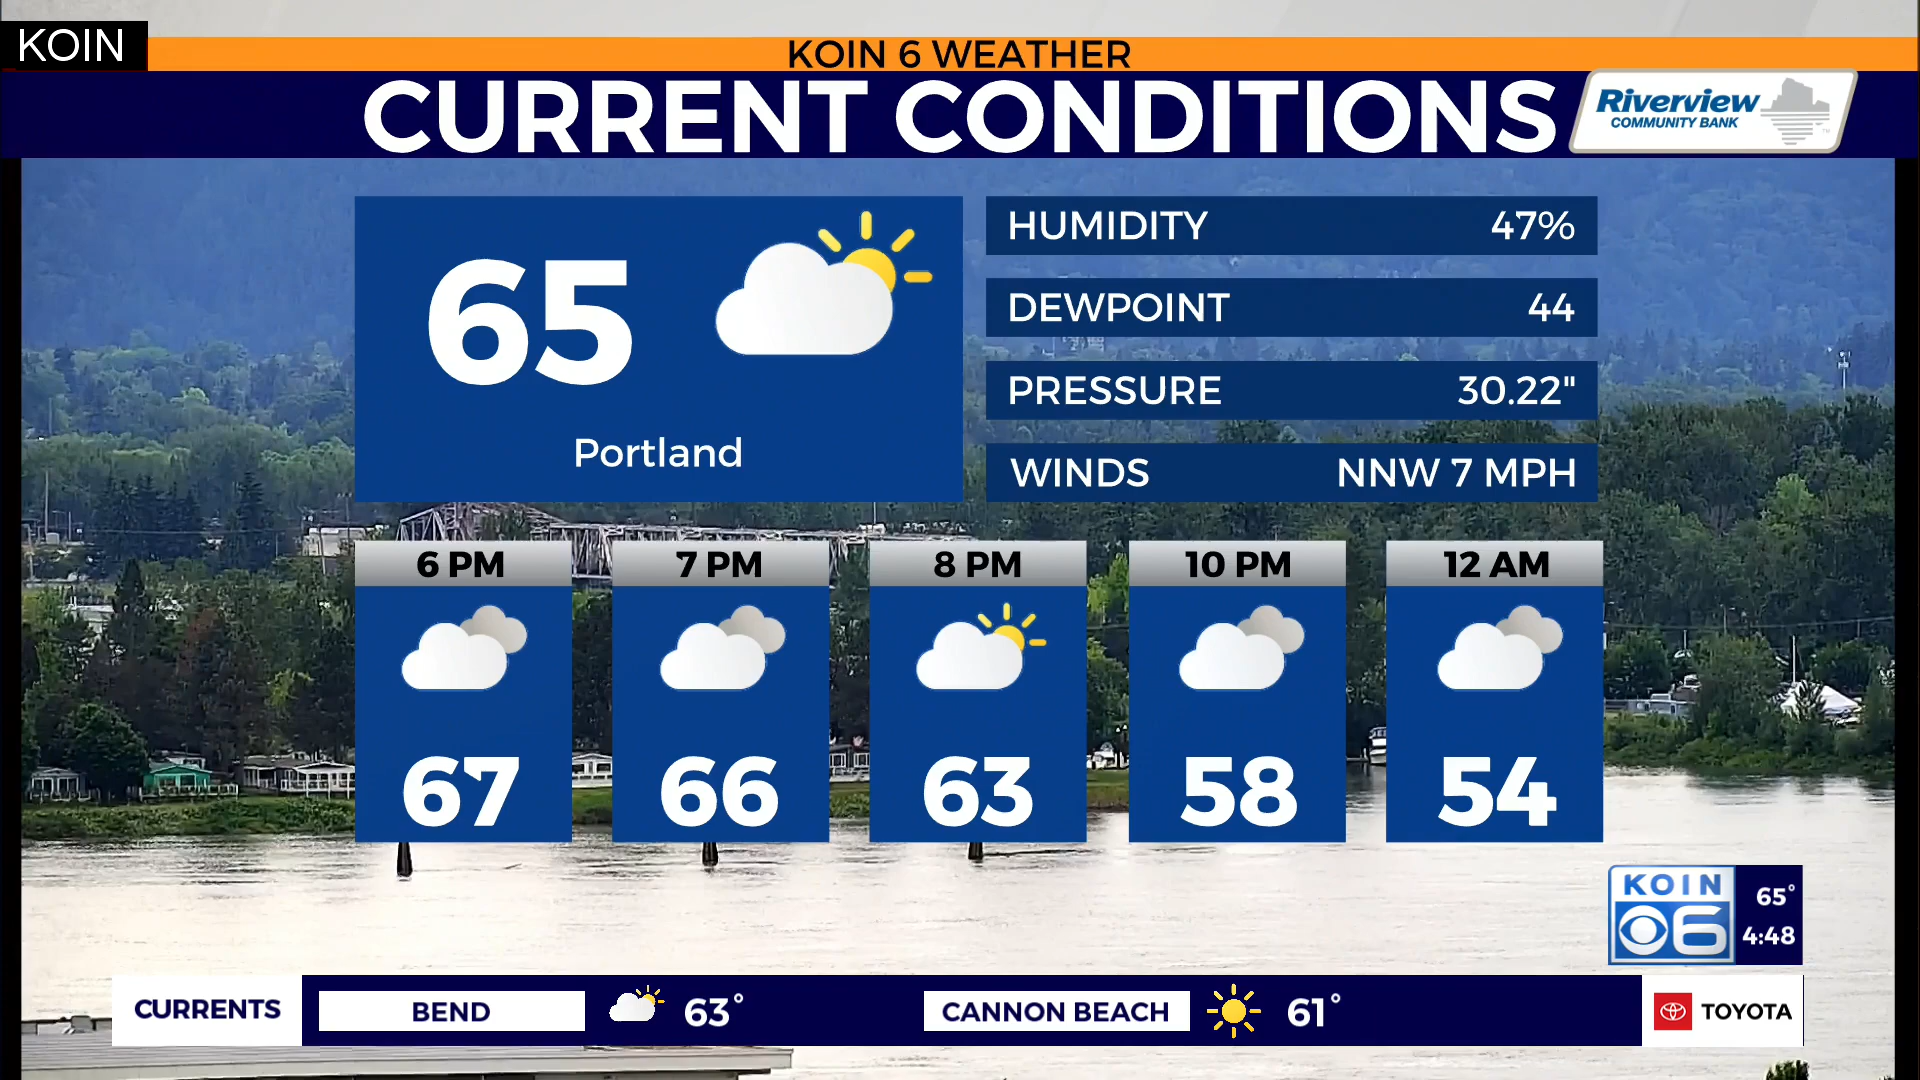 KOIN
KOIN 6 WEATHER
CURRENT CONDITIONS
Riverview
COMMUNITY BANK
TM
65
Portland
HUMIDITY 47%
DEWPOINT 44
PRESSURE 30.22"
WINDS NNW 7 MPH
6 PM 7 PM 8 PM 10 PM 12 AM
67 66 63 58 54
KOIN
6
65°
4:48
CURRENTS BEND 63° CANNON BEACH 61° TOYOTA